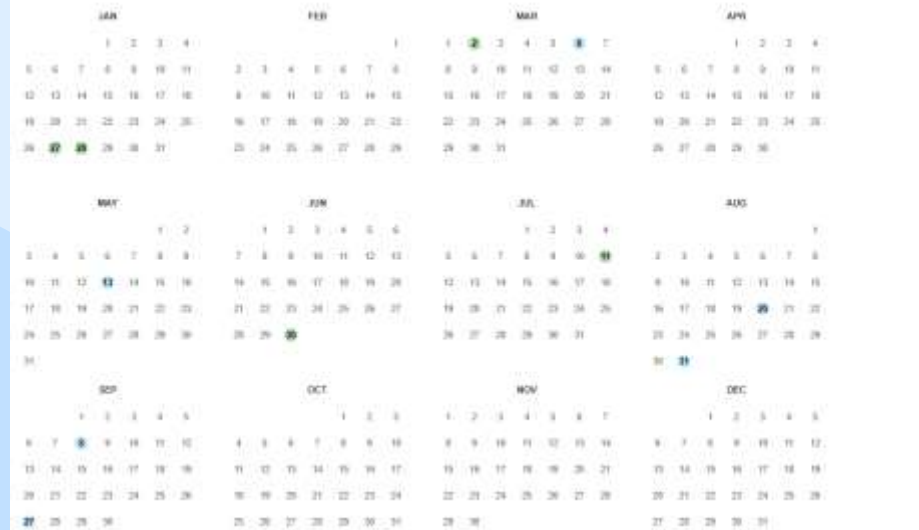 JAN FEB MAR APR
1 2 3 4 1 1 2 3 4 5 6 7 1 2 3 4
5 6 7 8 9 10 11 2 3 4 5 6 7 8 8 9 10 11 12 13 14 5 6 7 8 9 10 11
12 13 14 15 16 17 18 9 10 11 12 13 14 15 15 16 17 18 19 20 21 12 13 14 15 16 17 18
19 20 21 22 23 24 25 16 17 18 19 20 21 22 22 23 24 25 26 27 28 19 20 21 22 23 24 25
26 27 28 29 30 31 23 24 25 26 27 28 29 29 30 31 26 27 28 29 30
MAY JUN JUL AUG
1 2 1 2 3 4 5 6 1 2 3 4 1
3 4 5 6 7 8 9 7 8 9 10 11 12 13 5 6 7 8 9 10 11 2 3 4 5 6 7 8
10 11 12 13 14 15 16 14 15 16 17 18 19 20 12 13 14 15 16 17 18 9 10 11 12 13 14 15
17 18 19 20 21 22 23 21 22 23 24 25 26 27 19 20 21 22 23 24 25 16 17 18 19 20 21 22
24 25 26 27 28 29 30 28 29 30 26 27 28 29 30 31 23 24 25 26 27 28 29
31 30 31
SEP OCT NOV DEC
1 2 3 4 5 1 2 3 1 2 3 4 5 6 7 1 2 3 4 5
6 7 8 9 10 11 12 4 5 6 7 8 9 10 8 9 10 11 12 13 14 6 7 8 9 10 11 12
13 14 15 16 17 18 19 11 12 13 14 15 16 17 15 16 17 18 19 20 21 13 14 15 16 17 18 19
20 21 22 23 24 25 26 18 19 20 21 22 23 24 22 23 24 25 26 27 28 20 21 22 23 24 25 26
27 28 29 30 25 26 27 28 29 30 31 29 30 27 28 29 30 31